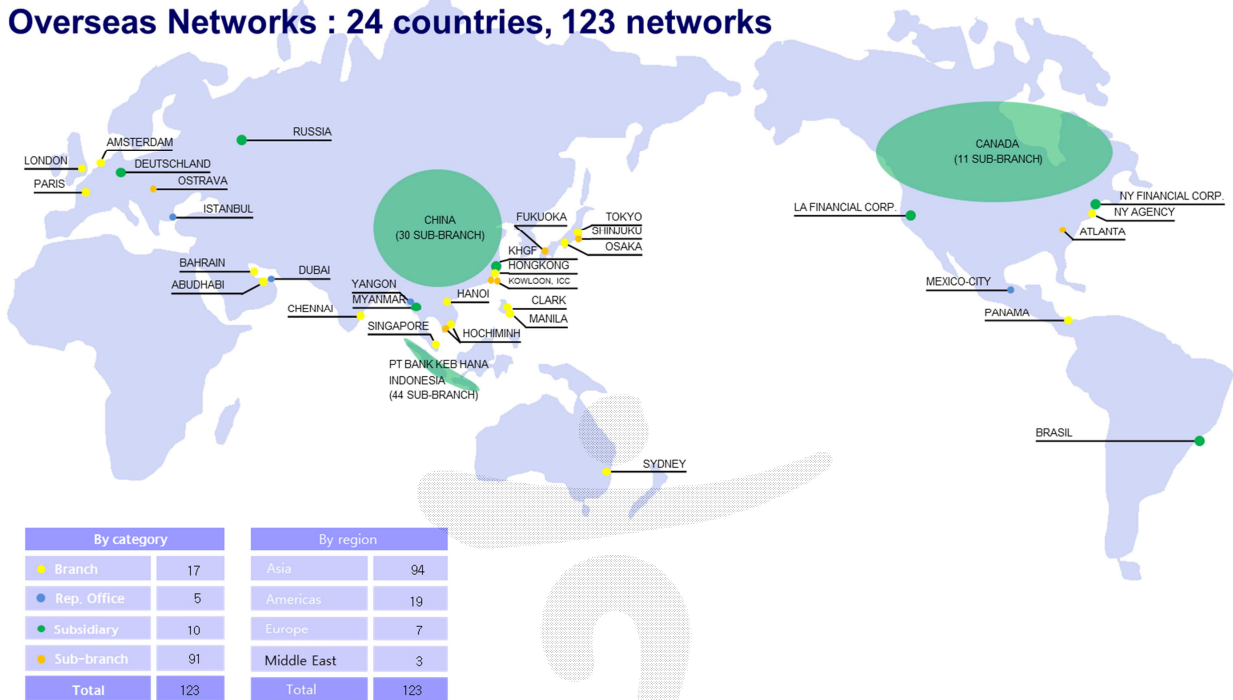 Overseas Networks : 24 countries, 123 networks
RUSSIA
AMSTERDAM
LONDON
DEUTSCHLAND
PARIS
OSTRAVA
ISTANBUL
CANADA
(11 SUB-BRANCH)
NY FINANCIAL CORP.
LA FINANCIAL CORP.
NY AGENCY
ATLANTA
CHINA
(30 SUB-BRANCH)
FUKUOKA
TOKYO
SHINJUKU
OSAKA
KHGF
HONGKONG
KOWLOON, ICC
BAHRAIN
DUBAI
ABUDHABI
YANGON
MYANMAR
HANOI
CLARK
MANILA
CHENNAI
SINGAPORE
HOCHIMINH
MEXICO-CITY
PANAMA
PT BANK KEB HANA
INDONESIA
(44 SUB-BRANCH)
BRASIL
SYDNEY
By category
Branch 17
Rep, Office 5
Subsidiary 10
Sub-branch 91
Total 123
By region
Asia 94
Americas 19
Europe 7
Middle East 3
Total 123